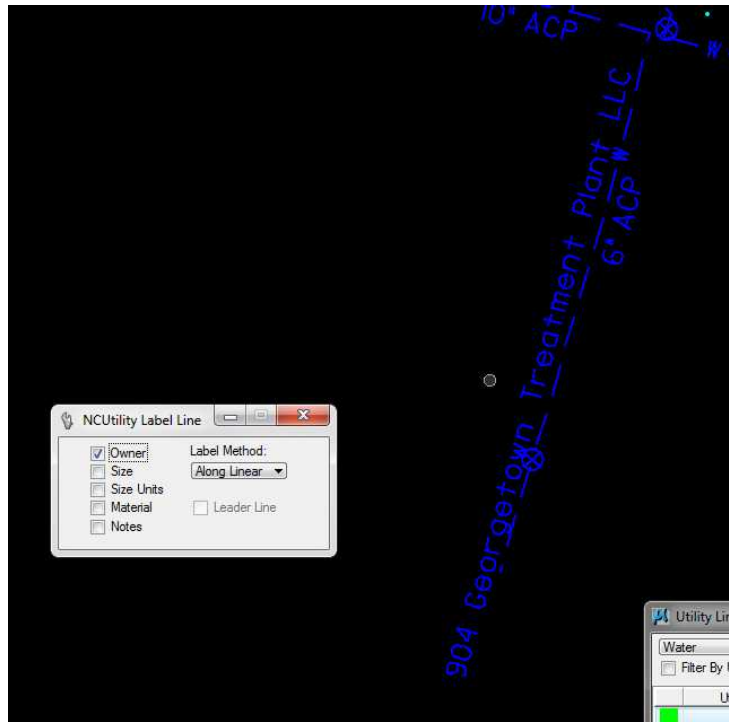 10" ACP
W
904 Georgetown Treatment Plant LLC
W
6" ACP
NCUtility Label Line
Owner
Label Method:
Size
Along Linear
Size Units
Material
Leader Line
Notes
Water
Filter By
Utility